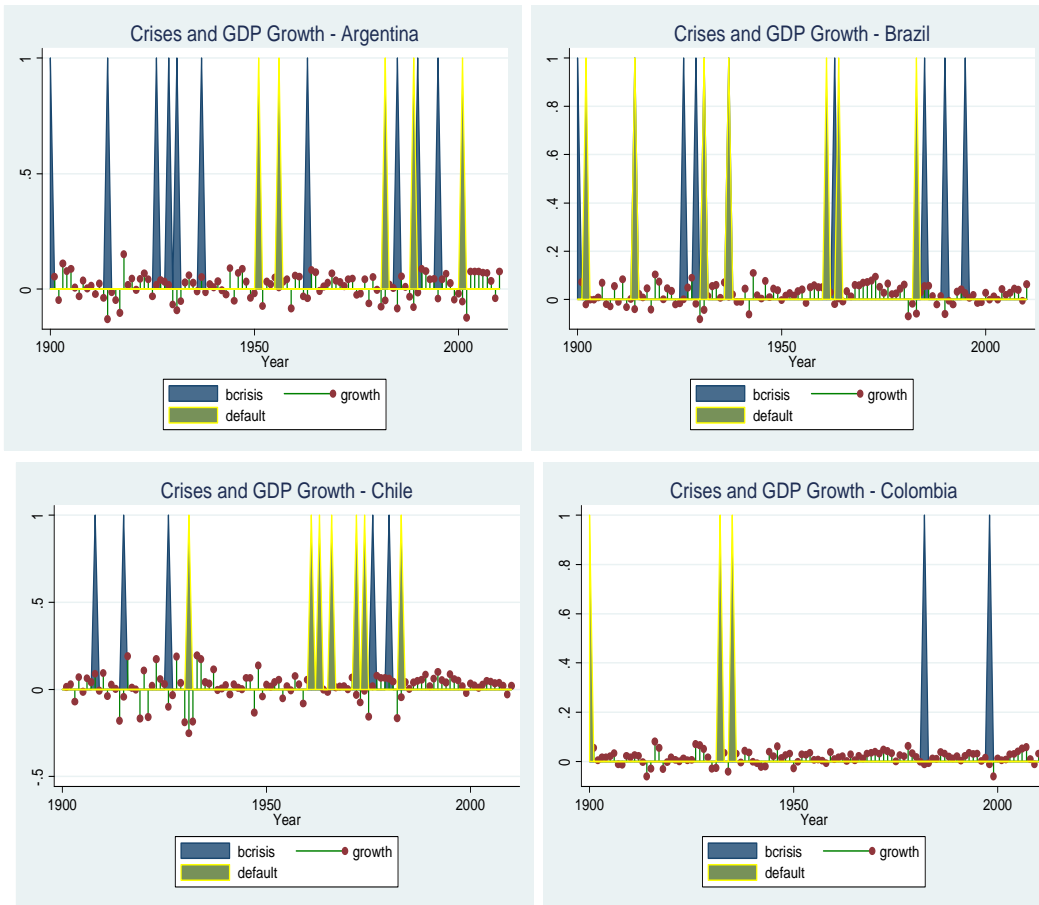 Crises and GDP Growth - Argentina
1
.5
0
1900 1950 2000
Year
bcrisis growth
default
Crises and GDP Growth - Brazil
1
.8
.6
.4
.2
0
1900 1950 2000
Year
bcrisis growth
default
Crises and GDP Growth - Chile
1
.5
0
-.5
1900 1950 2000
Year
bcrisis growth
default
Crises and GDP Growth - Colombia
1
.8
.6
.4
.2
0
1900 1950 2000
Year
bcrisis growth
default